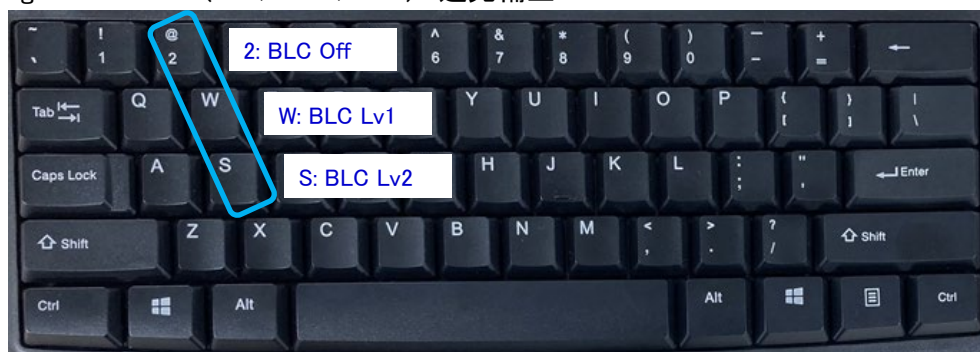 ~ ! @ ^ & * ( ) _ +
` 1 2 2: BLC Off 6 7 8 9 0 - = ←
Tab Q W Y U I O P { } |
W: BLC Lv1 [ ] \
Caps Lock A S H J K L : "
S: BLC Lv2 ; ' Enter
Shift Z X C V B N M < > ? Shift
, . /
Ctrl Alt Alt Ctrl